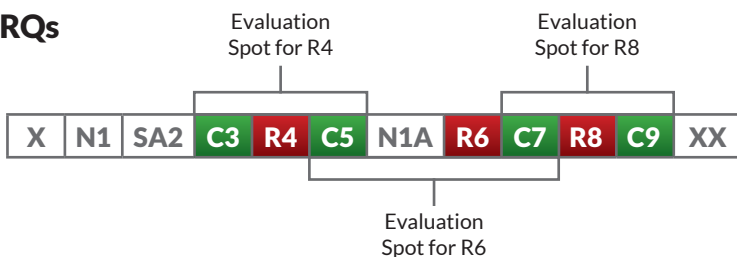 RQs
Evaluation
Spot for R4
Evaluation
Spot for R8
X N1 SA2 C3 R4 C5 N1A R6 C7 R8 C9 XX
Evaluation
Spot for R6